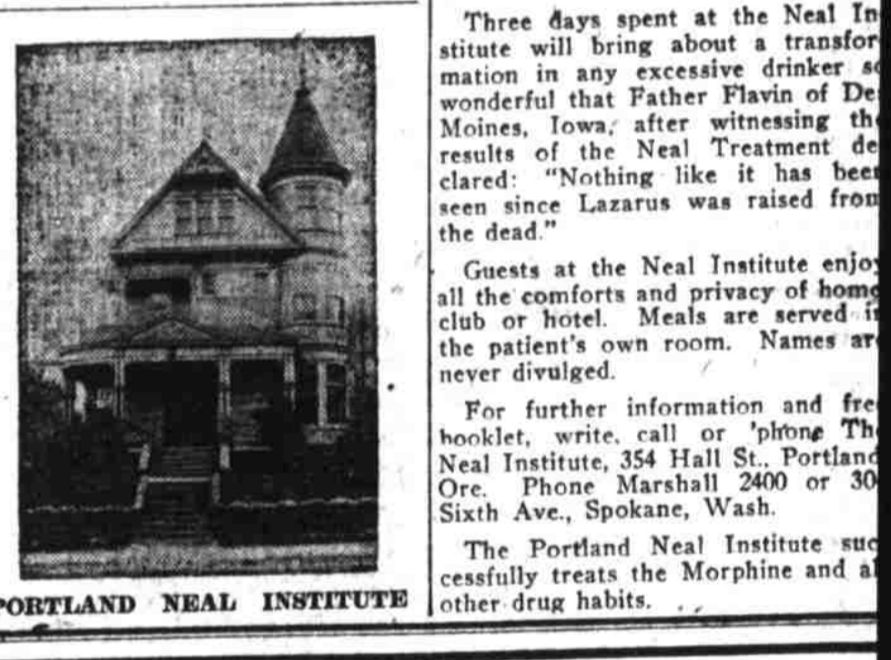 Three days spent at the Neal In
stitute will bring about a transfor
mation in any excessive drinker so
wonderful that Father Flavin of De
Moines, Iowa, after witnessing th
results of the Neal Treatment de
clared: "Nothing like it has been
seen since Lazarus was raised from
the dead."
Guests at the Neal Institute enjoy
all the comforts and privacy of home
club or hotel. Meals are served in
the patient's own room. Names are
never divulged.
For further information and fre
booklet, write, call or 'phone Th
Neal Institute, 354 Hall St., Portland
Ore. Phone Marshall 2400 or 30
Sixth Ave., Spokane, Wash.
The Portland Neal Institute suc
cessfully treats the Morphine and al
other drug habits.
PORTLAND NEAL INSTITUTE